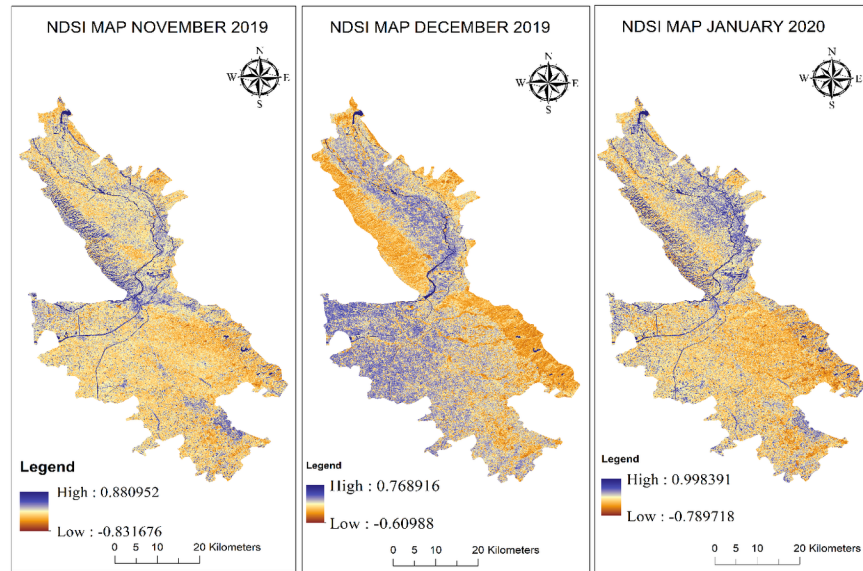 NDSI MAP NOVEMBER 2019
N
W E
S
Legend
High : 0.880952
Low : -0.831676
0 5 10 20 Kilometers
NDSI MAP DECEMBER 2019
N
W E
S
Legend
High : 0.768916
Low : -0.60988
0 5 10 20 Kilometers
NDSI MAP JANUARY 2020
N
W E
S
Legend
High : 0.998391
Low : -0.789718
0 5 10 20 Kilometers